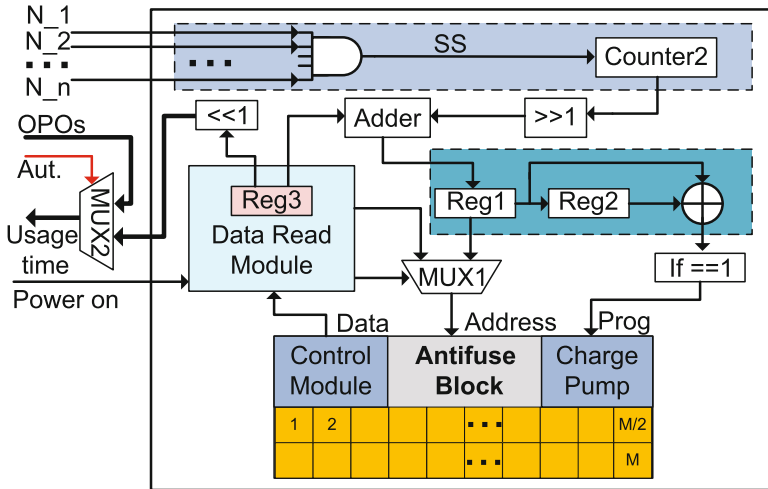 N_1
N_2
N_n
SS
Counter2
<<1
Adder
>>1
OPOs
Aut.
MUX2
Usage
time
Power on
Reg3
Data Read
Module
Reg1
Reg2
MUX1
If ==1
Data
Address
Prog
Control
Module
Antifuse
Block
Charge
Pump
1 2 M/2
M